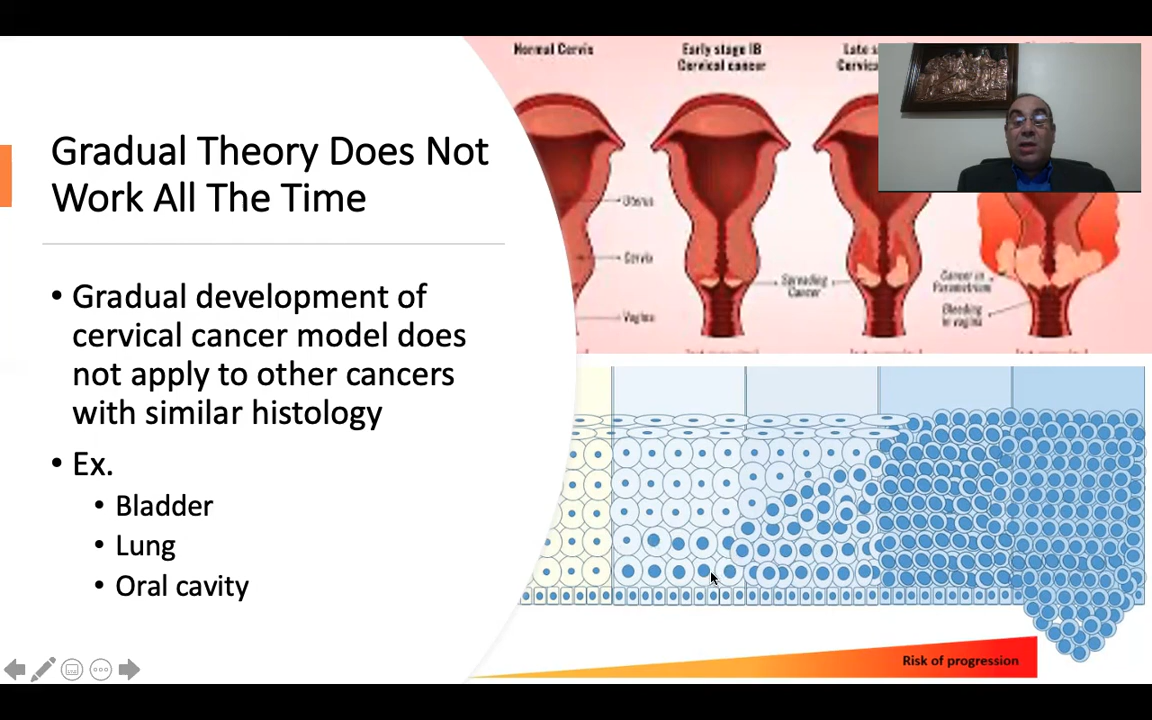 Gradual Theory Does Not
Work All The Time
• Gradual development of
cervical cancer model does
not apply to other cancers
with similar histology
• Ex.
• Bladder
• Lung
• Oral cavity
Normal Cervix
Early stage IB
Cervical cancer
Late
Uterus
Cervix
Vagina
Spreading
Cancer
Cancer in
Parametrium
Bleeding
in vagina
Risk of progression